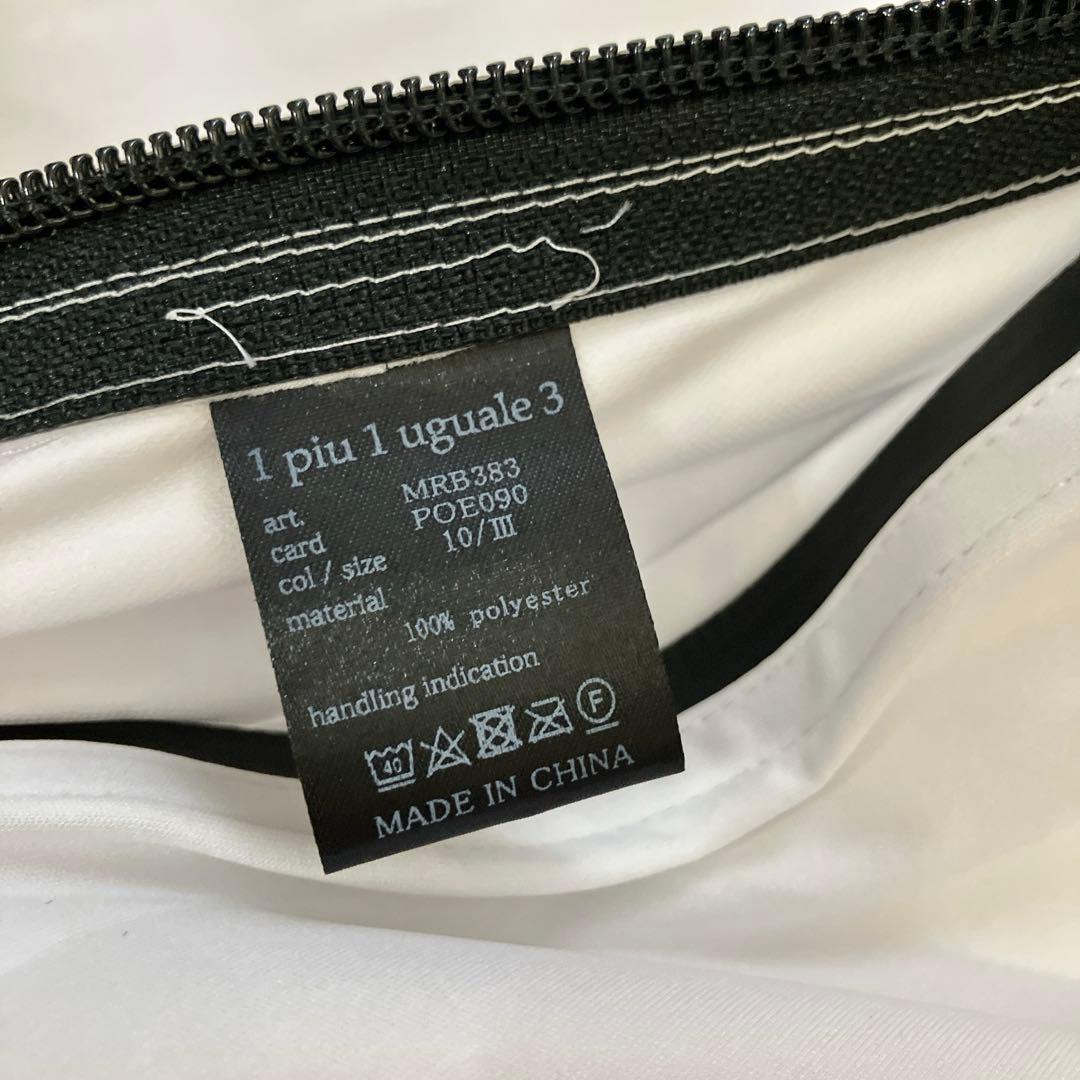 1 piu 1 uguale 3
art. MRB383
card POE090
col / size 10/Ⅲ
material
100% polyester
handling indication
40 F
MADE IN CHINA